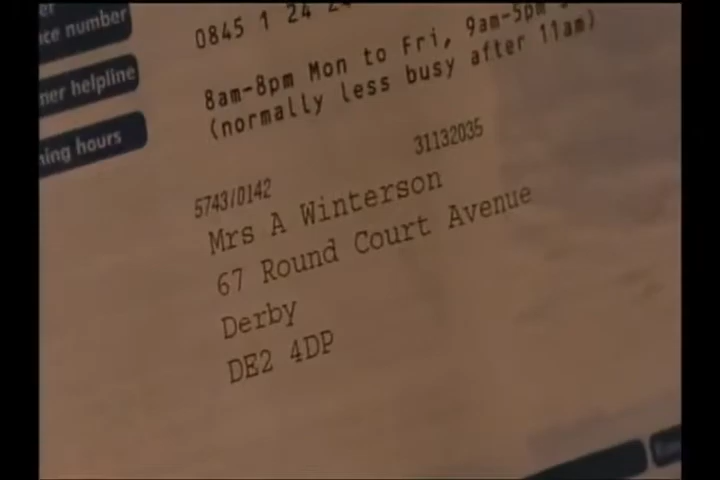 ce number
0845 1 24
ner helpline
8am-8pm Mon to Fri, 9am-5pm
(normally less busy after 11am)
ning hours
31132035
5743/0142
Mrs A Winterson
67 Round Court Avenue
Derby
DE2 4DP